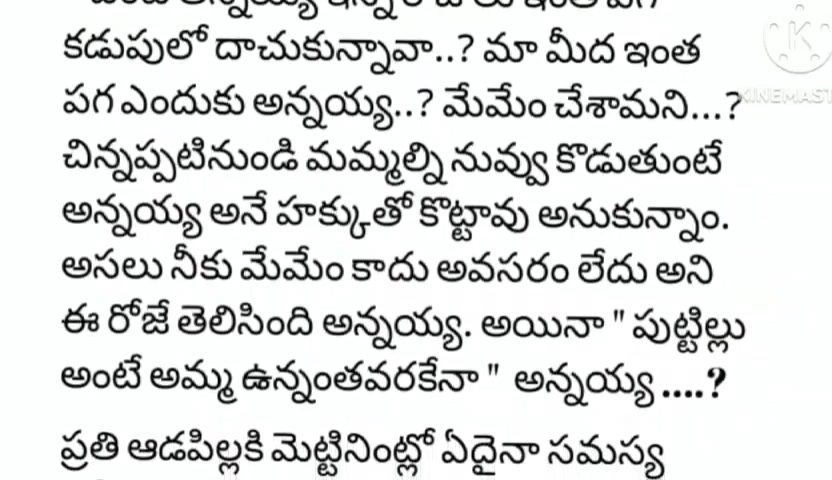 కడుపులో దాచుకున్నావా..? మా మీద ఇంత
పగ ఎందుకు అన్నయ్య..? మేమేం చేశామని...?
KINEMAST
చిన్నప్పటినుండి మమ్మల్ని నువ్వు కొడుతుంటే
అన్నయ్య అనే హక్కుతో కొట్టావు అనుకున్నాం.
అసలు నీకు మేమేం కాదు అవసరం లేదు అని
ఈ రోజే తెలిసింది అన్నయ్య. అయినా " పుట్టిల్లు
అంటే అమ్మ ఉన్నంతవరకేనా " అన్నయ్య ....?
ప్రతి ఆడపిల్లకి మెట్టినింట్లో ఏదైనా సమస్య